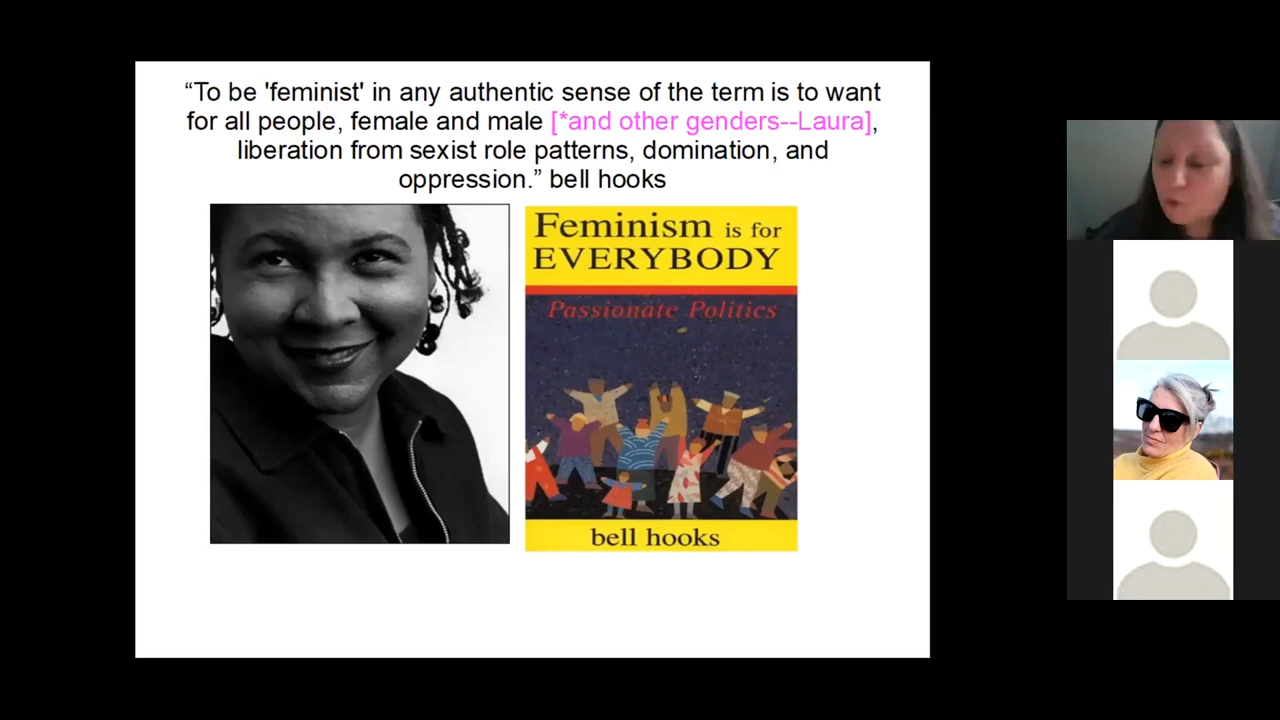 “To be 'feminist' in any authentic sense of the term is to want
for all people, female and male [*and other genders--Laura],
liberation from sexist role patterns, domination, and
oppression.” bell hooks
Feminism is for
EVERYBODY
Passionate Politics
bell hooks